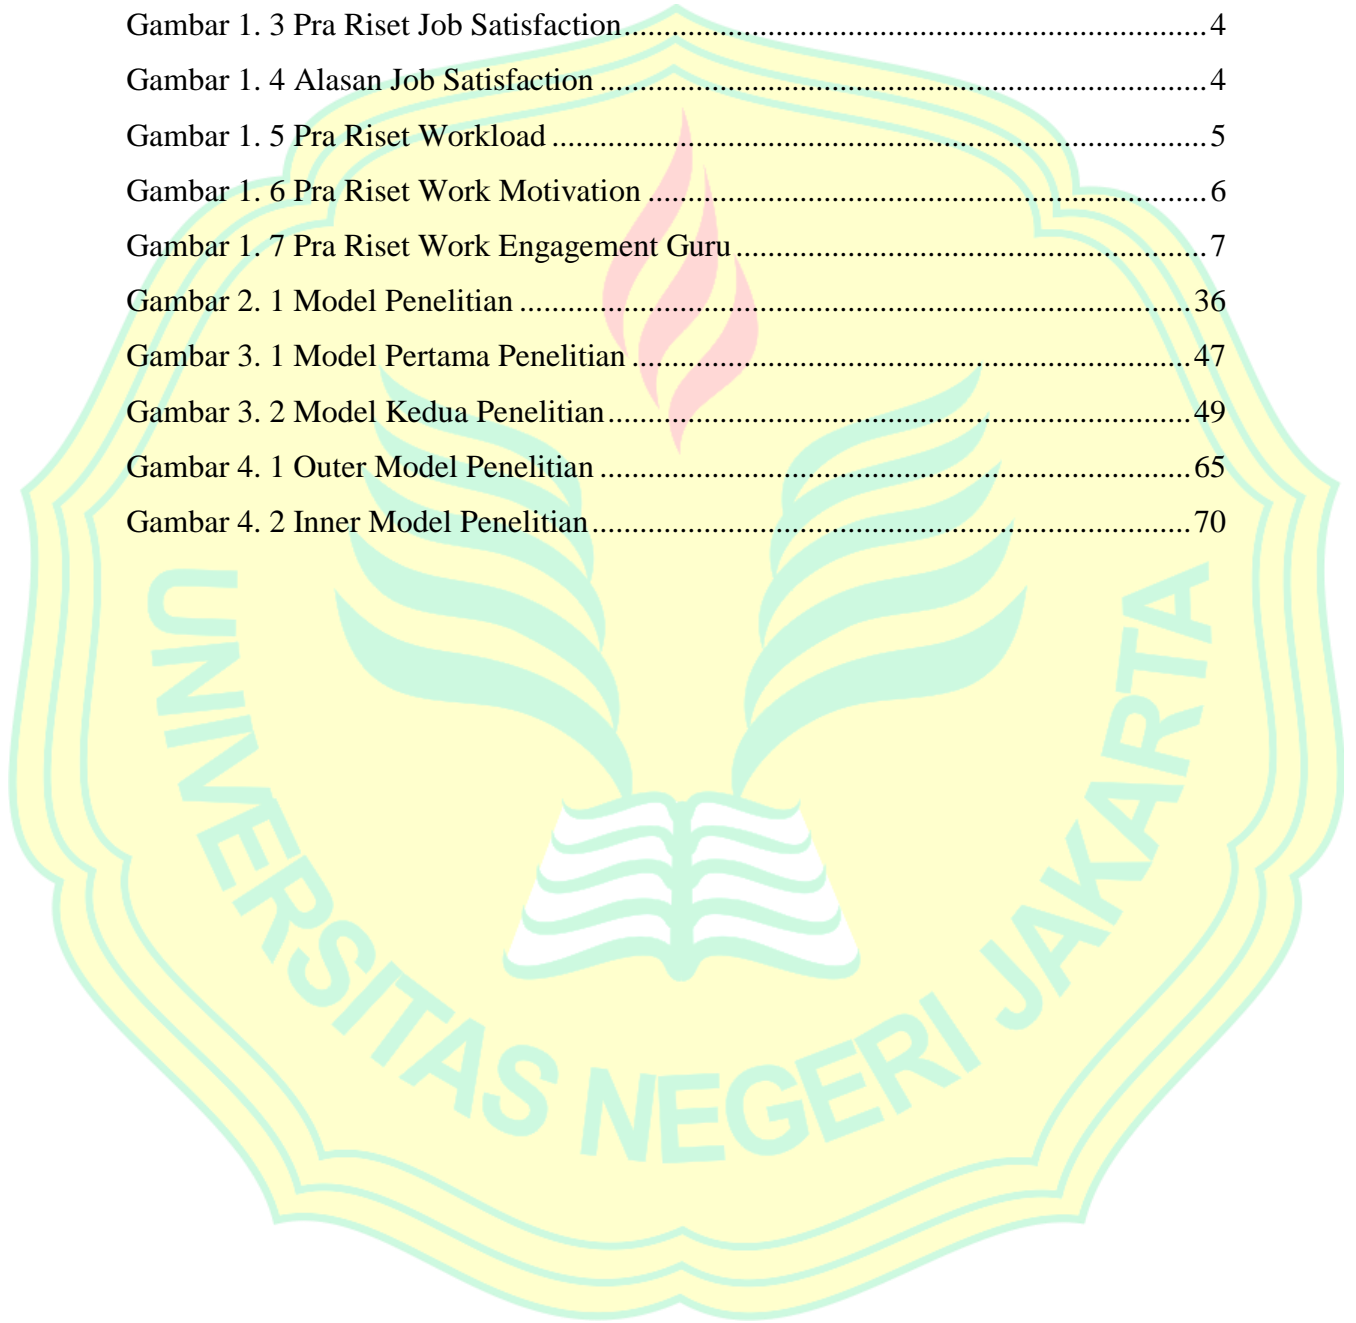 Gambar 1. 3 Pra Riset Job Satisfaction........................................................................4
Gambar 1. 4 Alasan Job Satisfaction ...........................................................................4
Gambar 1. 5 Pra Riset Workload .................................................................................5
Gambar 1. 6 Pra Riset Work Motivation .....................................................................6
Gambar 1. 7 Pra Riset Work Engagement Guru ..........................................................7
Gambar 2. 1 Model Penelitian ...................................................................................36
Gambar 3. 1 Model Pertama Penelitian .....................................................................47
Gambar 3. 2 Model Kedua Penelitian........................................................................49
Gambar 4. 1 Outer Model Penelitian .........................................................................65
Gambar 4. 2 Inner Model Penelitian..........................................................................70
UNIVERSITAS NEGERI JAKARTA